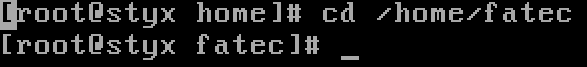 [root@styx home]# cd /home/fatec
[root@styx fatec]# _